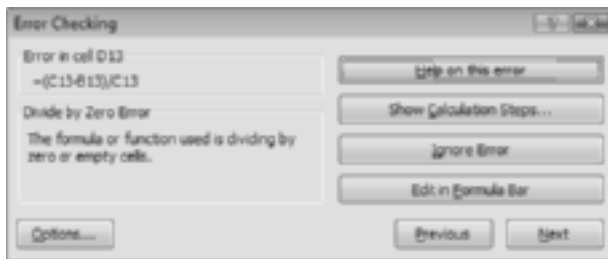 Error Checking
Error in cell D13
=(C13-B13)/C13
Divide by Zero Error
The formula or function used is dividing by
zero or empty cells.
Help on this error
Show Calculation Steps...
Ignore Error
Edit in Formula Bar
Options...
Previous
Next